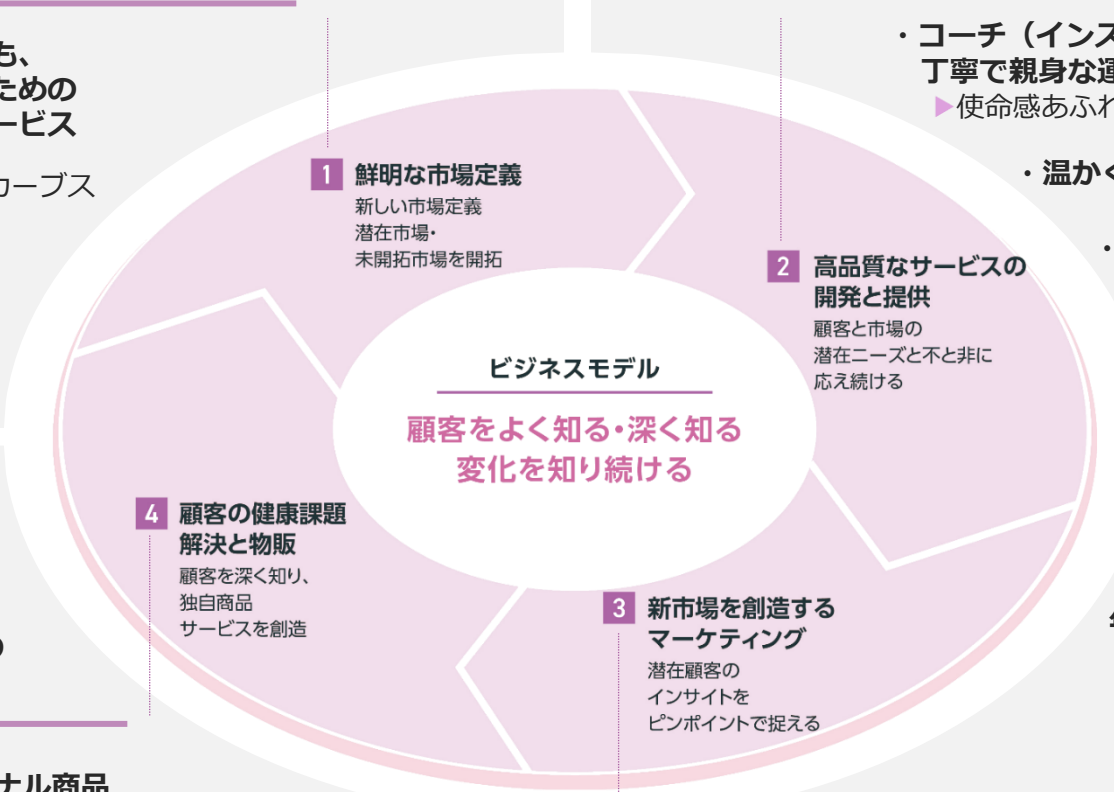 も、
ための
ービス
カーブス
・コーチ（インス
丁寧で親身な運
▶使命感あふれ
・温かく
・
1 鮮明な市場定義
新しい市場定義
潜在市場・
未開拓市場を開拓
2 高品質なサービスの
開発と提供
顧客と市場の
潜在ニーズと不と非に
応え続ける
ビジネスモデル
顧客をよく知る・深く知る
変化を知り続ける
4 顧客の健康課題
解決と物販
顧客を深く知り、
独自商品
サービスを創造
3 新市場を創造する
マーケティング
潜在顧客の
インサイトを
ピンポイントで捉える
ナル商品